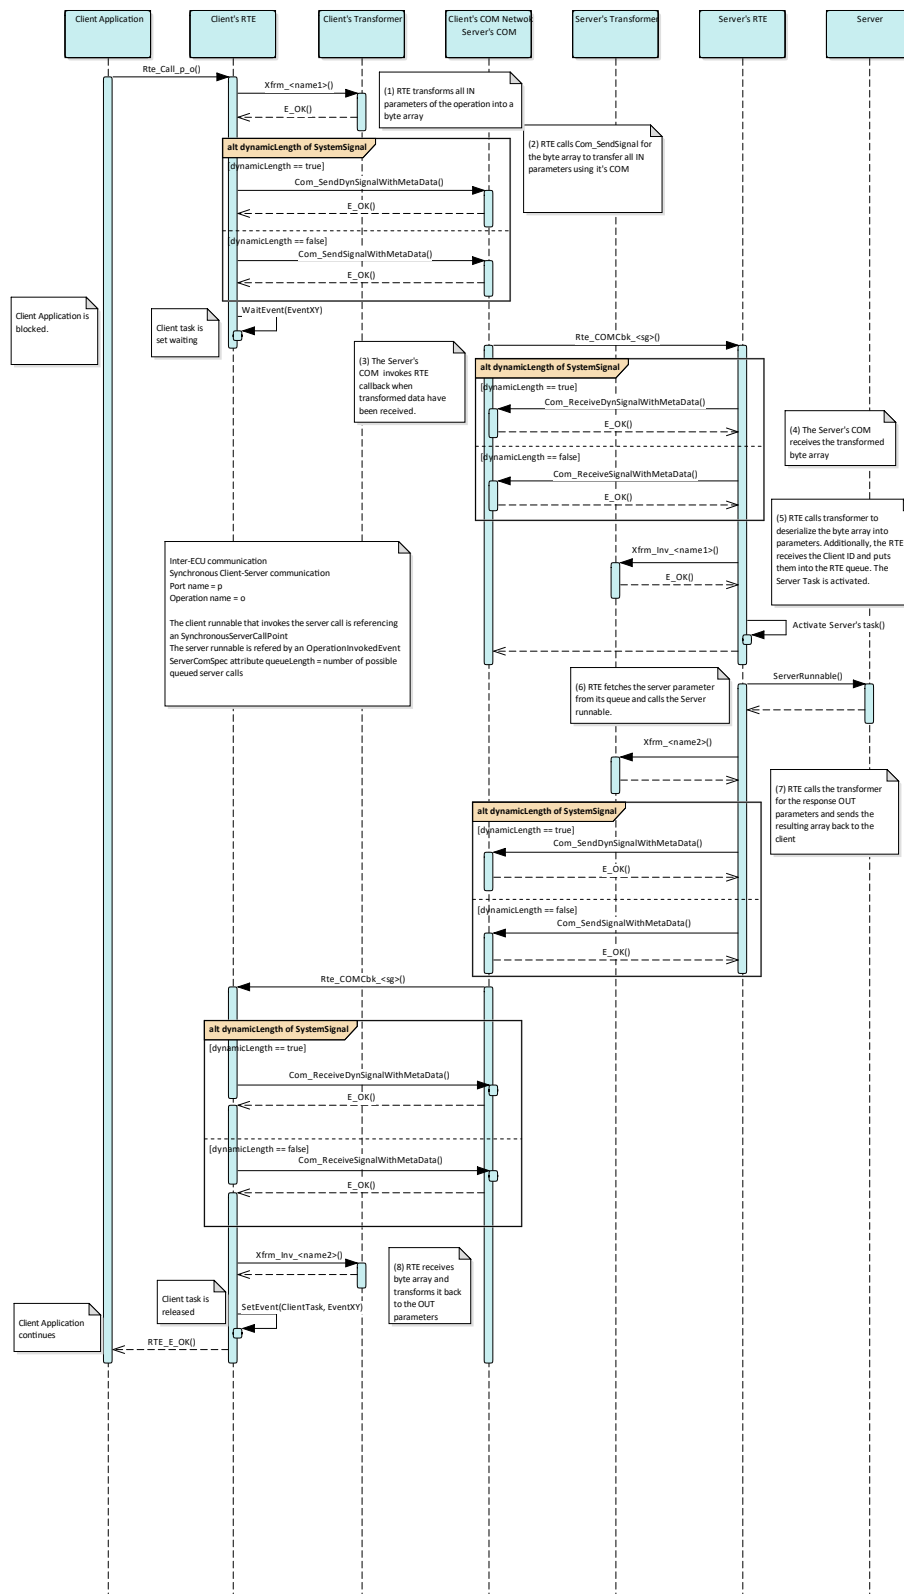 Client Application
Client's RTE
Client's Transformer
Client's COM Netwok
Server's COM
Server's Transformer
Server's RTE
Server
Rte_Call_p_o()
Xfrm_<name1>()
E_OK()
(1) RTE transforms all IN
parameters of the operation into a
byte array
(2) RTE calls Com_SendSignal for
the byte array to transfer all IN
parameters using it's COM
alt dynamicLength of SystemSignal
[dynamicLength == true]
Com_SendDynSignalWithMetaData()
E_OK()
[dynamicLength == false]
Com_SendSignalWithMetaData()
E_OK()
Client Application is
blocked.
Client task is
set waiting
WaitEvent(EventXY)
Rte_COMCbk_<sg>()
(3) The Server's
COM invokes RTE
callback when
transformed data have
been received.
alt dynamicLength of SystemSignal
[dynamicLength == true]
Com_ReceiveDynSignalWithMetaData()
E_OK()
[dynamicLength == false]
Com_ReceiveSignalWithMetaData()
E_OK()
(4) The Server's COM
receives the transformed
byte array
(5) RTE calls transformer to
deserialize the byte array into
parameters. Additionally, the RTE
receives the Client ID and puts
them into the RTE queue. The
Server Task is activated.
Inter-ECU communication
Synchronous Client-Server communication
Port name = p
Operation name = o
The client runnable that invokes the server call is referencing
an SynchronousServerCallPoint
The server runnable is refered by an OperationInvokedEvent
ServerComSpec attribute queueLength = number of possible
queued server calls
Xfrm_Inv_<name1>()
E_OK()
Activate Server's task()
(6) RTE fetches the server parameter
from its queue and calls the Server
runnable.
ServerRunnable()
Xfrm_<name2>()
(7) RTE calls the transformer
for the response OUT
parameters and sends the
resulting array back to the
client
alt dynamicLength of SystemSignal
[dynamicLength == true]
Com_SendDynSignalWithMetaData()
E_OK()
[dynamicLength == false]
Com_SendSignalWithMetaData()
E_OK()
Rte_COMCbk_<sg>()
alt dynamicLength of SystemSignal
[dynamicLength == true]
Com_ReceiveDynSignalWithMetaData()
E_OK()
[dynamicLength == false]
Com_ReceiveSignalWithMetaData()
E_OK()
Xfrm_Inv_<name2>()
(8) RTE receives
byte array and
transforms it back
to the OUT
parameters
Client task is
released
SetEvent(ClientTask, EventXY)
Client Application
continues
RTE_E_OK()